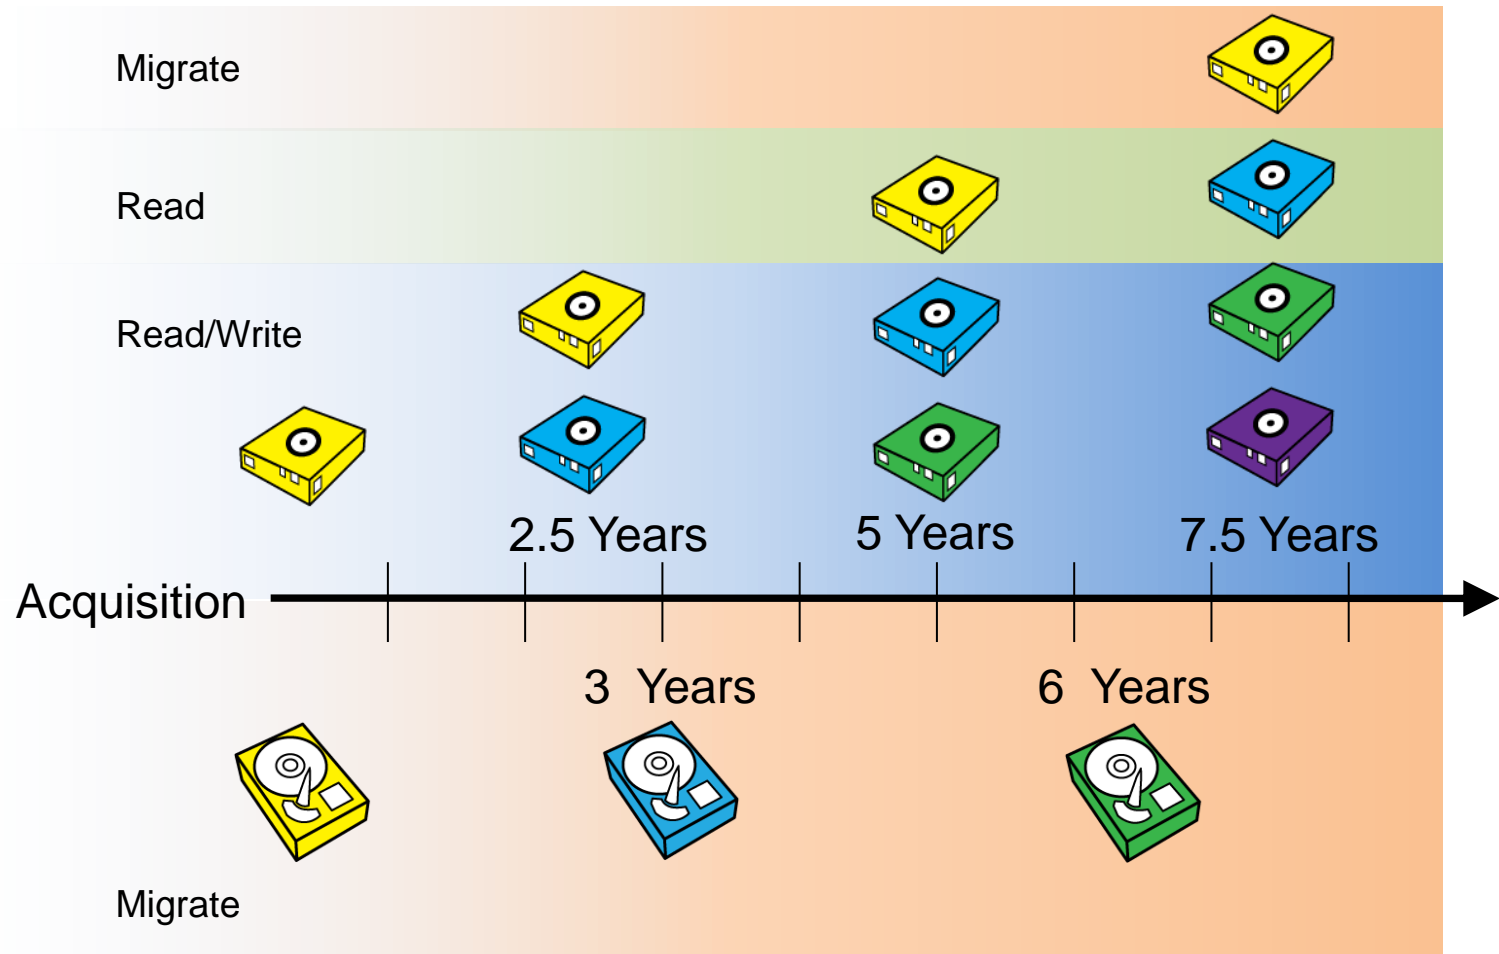 Migrate
Read
Read/Write
2.5 Years
5 Years
7.5 Years
Acquisition
3 Years
6 Years
Migrate